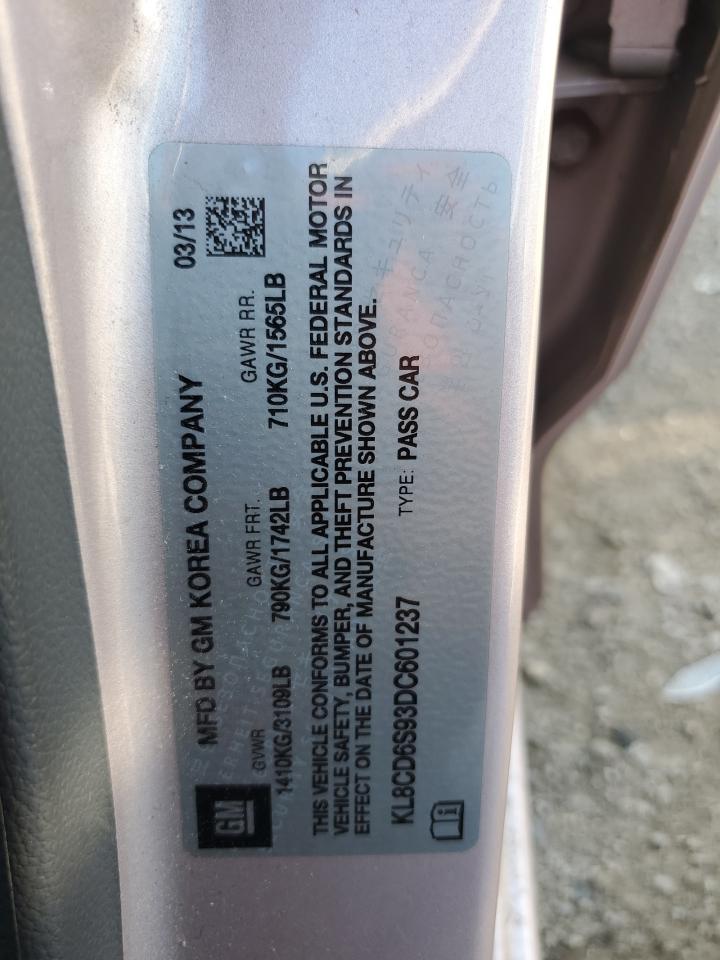 GM
MFD BY GM KOREA COMPANY 03/13
GVWR GAWR FRT. GAWR RR.
1410KG/3109LB 790KG/1742LB 710KG/1565LB
THIS VEHICLE CONFORMS TO ALL APPLICABLE U.S. FEDERAL MOTOR
VEHICLE SAFETY, BUMPER, AND THEFT PREVENTION STANDARDS IN
EFFECT ON THE DATE OF MANUFACTURE SHOWN ABOVE.
KL8CD6S93DC601237 TYPE: PASS CAR